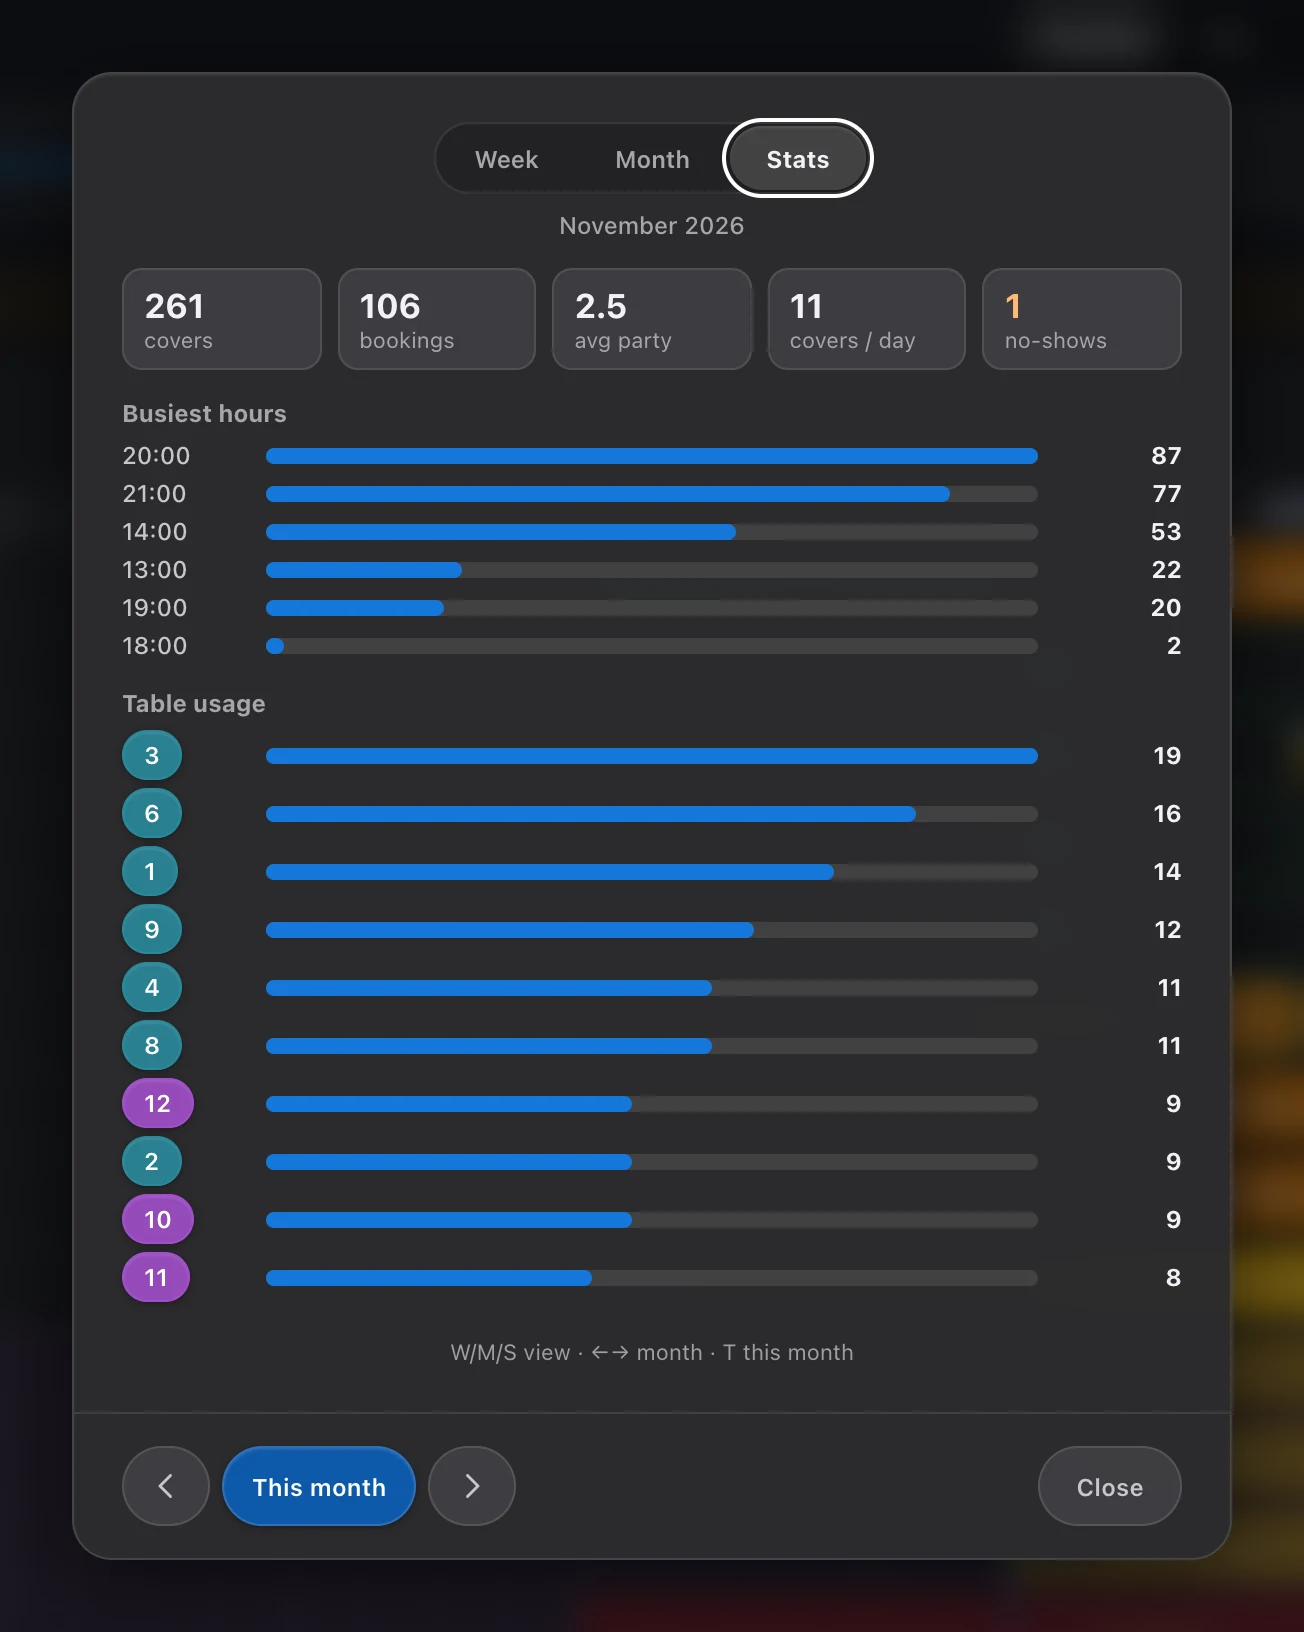 Week Month Stats
November 2026
261 106 2.5 11 1
covers bookings avg party covers / day no-shows
Busiest hours
20:00 87
21:00 77
14:00 53
13:00 22
19:00 20
18:00 2
Table usage
3 19
6 16
1 14
9 12
4 11
8 11
12 9
2 9
10 9
11 8
W/M/S view · ←→ month · T this month
This month Close